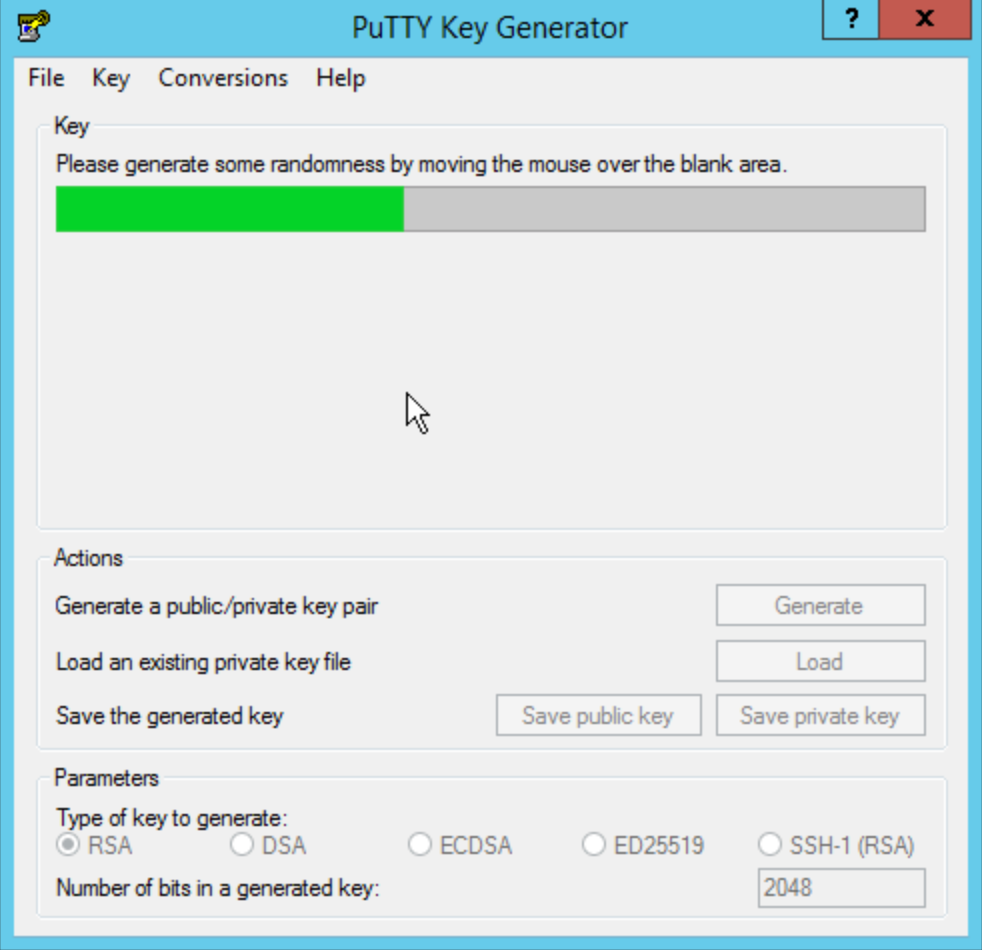 PuTTY Key Generator
? x
File Key Conversions Help
Key
Please generate some randomness by moving the mouse over the blank area.
Actions
Generate a public/private key pair Generate
Load an existing private key file Load
Save the generated key Save public key Save private key
Parameters
Type of key to generate:
RSA DSA ECDSA ED25519 SSH-1 (RSA)
Number of bits in a generated key: 2048